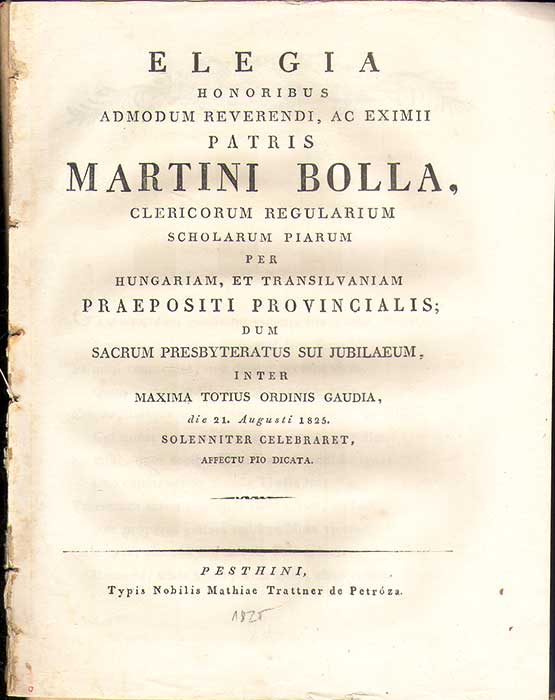 ELEGIA
HONORIBUS
ADMODUM REVERENDI, AC EXIMII
PATRIS
MARTINI BOLLA,
CLERICORUM REGULARIUM
SCHOLARUM PIARUM
PER
HUNGARIAM, ET TRANSILVANIAM
PRAEPOSITI PROVINCIALIS;
DUM
SACRUM PRESBYTERATUS SUI JUBILAEUM,
INTER
MAXIMA TOTIUS ORDINIS GAUDIA,
die 21. Augusti 1825.
SOLENNITER CELEBRARET,
AFFECTU PIO DICATA.
PESTHINI,
Typis Nobilis Mathiae Trattner de Petróza.
1825